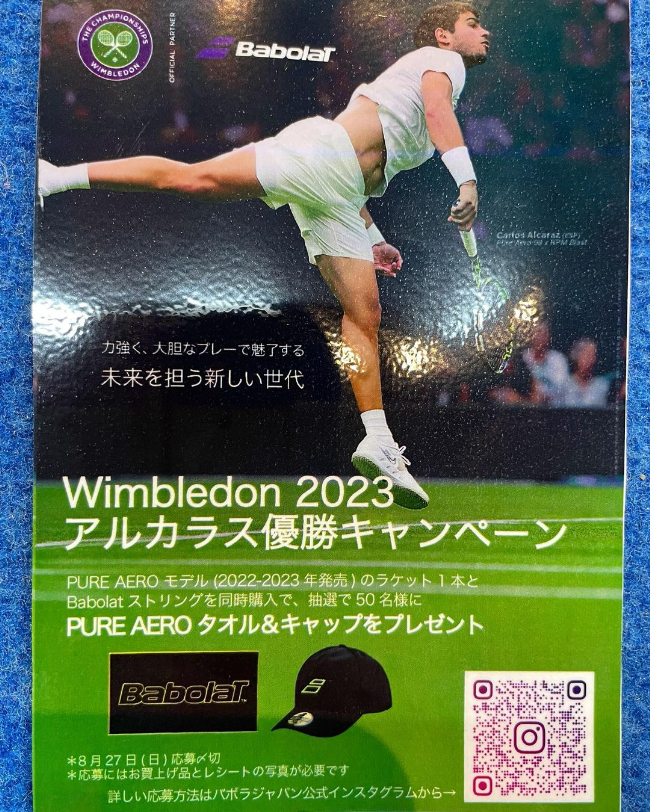 THE CHAMPIONSHIPS
WIMBLEDON
OFFICIAL PARTNER
BabolaT
Carlos Alcaraz (ESP)
Pure Aero 98 x RPM Blast
力強く、大胆なプレーで魅了する
未来を担う新しい世代
Wimbledon 2023
アルカラス優勝キャンペーン
PURE AERO モデル (2022-2023 年発売) のラケット 1 本と
Babolat ストリングを同時購入で、抽選で 50 名様に
PURE AERO タオル&キャップをプレゼント
BabolaT
*8 月 27 日 (日) 応募〆切
*応募にはお買上げ品とレシートの写真が必要です
詳しい応募方法はバボラジャパン公式インスタグラムから→